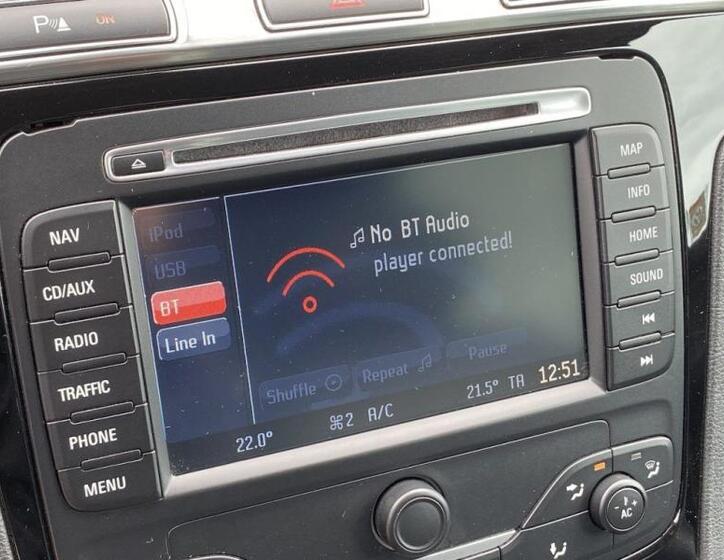 P ON
NAV
CD/AUX
RADIO
TRAFFIC
PHONE
MENU
iPod
USB
BT
Line In
No BT Audio
player connected!
Shuffle Repeat Pause
22.0° ⌘2 A/C 21.5° TA 12:51
MAP
INFO
HOME
SOUND
- AC +